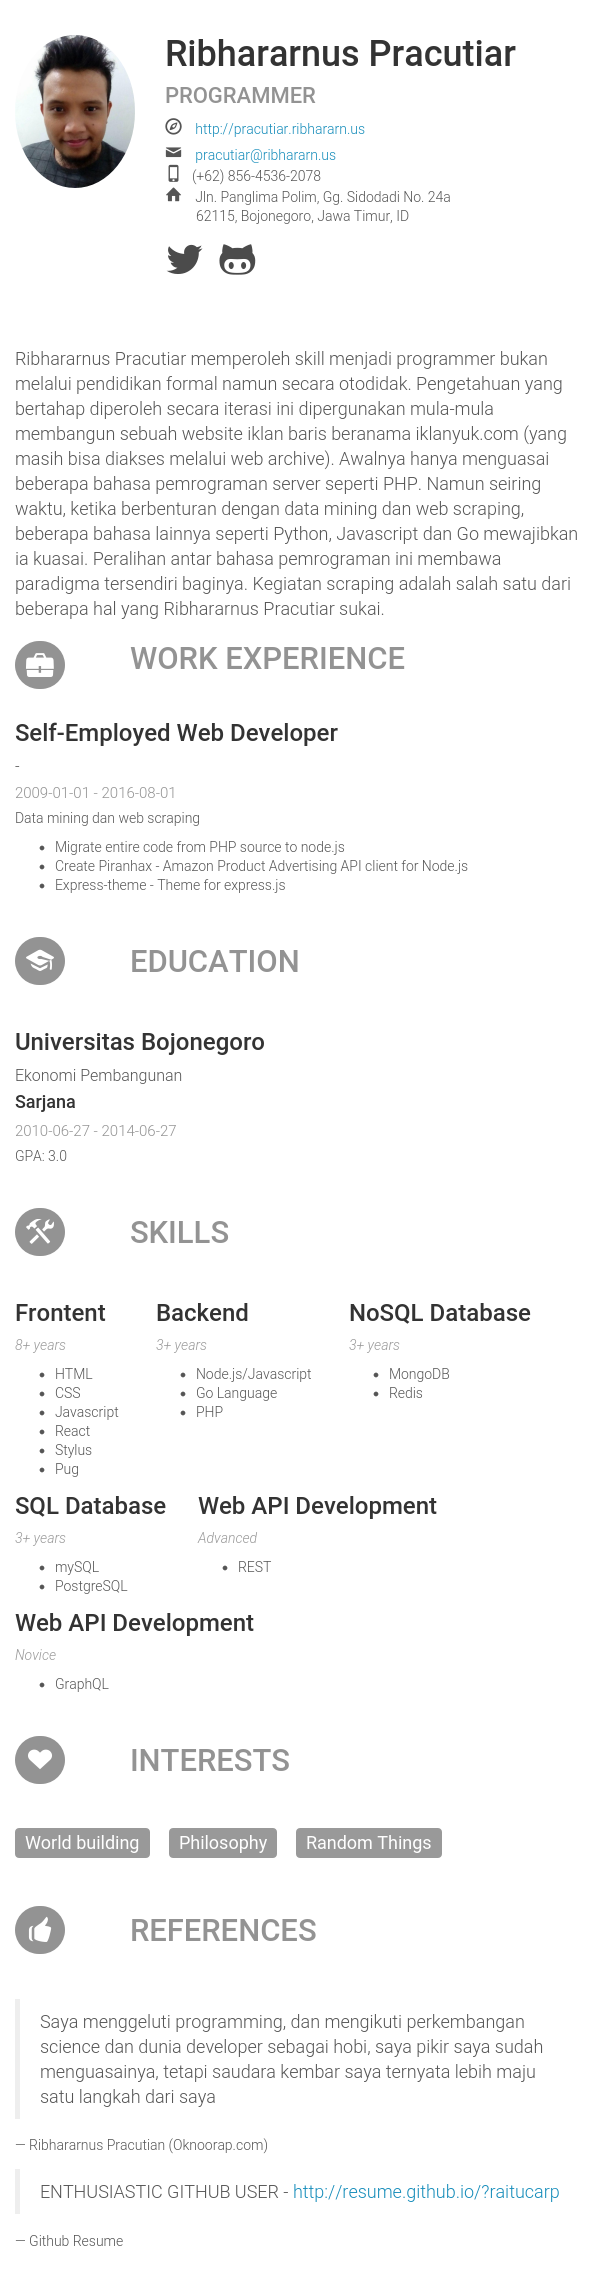 Ribhararnus Pracutiar
PROGRAMMER
http://pracutiar.ribhararn.us
pracutiar@ribhararn.us
(+62) 856-4536-2078
Jln. Panglima Polim, Gg. Sidodadi No. 24a
62115, Bojonegoro, Jawa Timur, ID
Ribhararnus Pracutiar memperoleh skill menjadi programmer bukan
melalui pendidikan formal namun secara otodidak. Pengetahuan yang
bertahap diperoleh secara iterasi ini dipergunakan mula-mula
membangun sebuah website iklan baris beranama iklanyuk.com (yang
masih bisa diakses melalui web archive). Awalnya hanya menguasai
beberapa bahasa pemrograman server seperti PHP. Namun seiring
waktu, ketika berbenturan dengan data mining dan web scraping,
beberapa bahasa lainnya seperti Python, Javascript dan Go mewajibkan
ia kuasai. Peralihan antar bahasa pemrograman ini membawa
paradigma tersendiri baginya. Kegiatan scraping adalah salah satu dari
beberapa hal yang Ribhararnus Pracutiar sukai.
WORK EXPERIENCE
Self-Employed Web Developer
-
2009-01-01 - 2016-08-01
Data mining dan web scraping
• Migrate entire code from PHP source to node.js
• Create Piranhax - Amazon Product Advertising API client for Node.js
• Express-theme - Theme for express.js
EDUCATION
Universitas Bojonegoro
Ekonomi Pembangunan
Sarjana
2010-06-27 - 2014-06-27
GPA: 3.0
SKILLS
Frontent
8+ years
• HTML
• CSS
• Javascript
• React
• Stylus
• Pug
Backend
3+ years
• Node.js/Javascript
• Go Language
• PHP
NoSQL Database
3+ years
• MongoDB
• Redis
SQL Database
3+ years
• mySQL
• PostgreSQL
Web API Development
Advanced
• REST
Web API Development
Novice
• GraphQL
INTERESTS
World building
Philosophy
Random Things
REFERENCES
Saya menggeluti programming, dan mengikuti perkembangan
science dan dunia developer sebagai hobi, saya pikir saya sudah
menguasainya, tetapi saudara kembar saya ternyata lebih maju
satu langkah dari saya
— Ribhararnus Pracutian (Oknoorap.com)
ENTHUSIASTIC GITHUB USER - http://resume.github.io/?raitucarp
— Github Resume